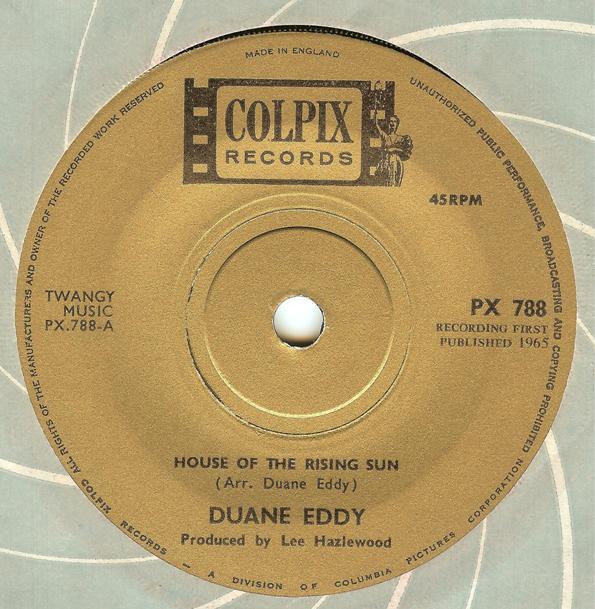 MADE IN ENGLAND
ALL RIGHTS OF THE MANUFACTURERS AND OWNER OF THE RECORDED WORK RESERVED
UNAUTHORIZED PUBLIC PERFORMANCE, BROADCASTING AND COPYING PROHIBITED
COLPIX
RECORDS
45RPM
TWANGY
MUSIC
PX.788-A
PX 788
RECORDING FIRST
PUBLISHED 1965
HOUSE OF THE RISING SUN
(Arr. Duane Eddy)
DUANE EDDY
Produced by Lee Hazlewood
COLPIX RECORDS — A DIVISION OF COLUMBIA PICTURES CORPORATION